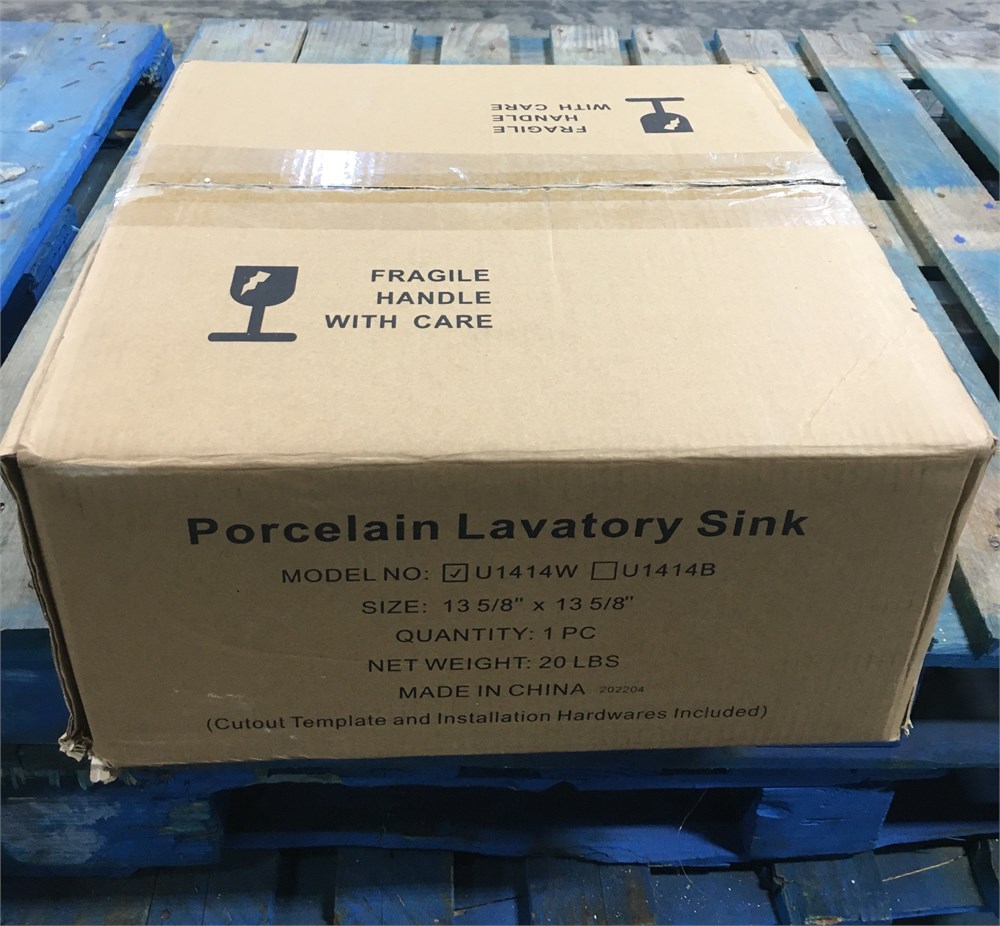 FRAGILE
HANDLE
WITH CARE
FRAGILE
HANDLE
WITH CARE
Porcelain Lavatory Sink
MODEL NO: ☑U1414W ☐U1414B
SIZE: 13 5/8" x 13 5/8"
QUANTITY: 1 PC
NET WEIGHT: 20 LBS
MADE IN CHINA 202204
(Cutout Template and Installation Hardwares Included)